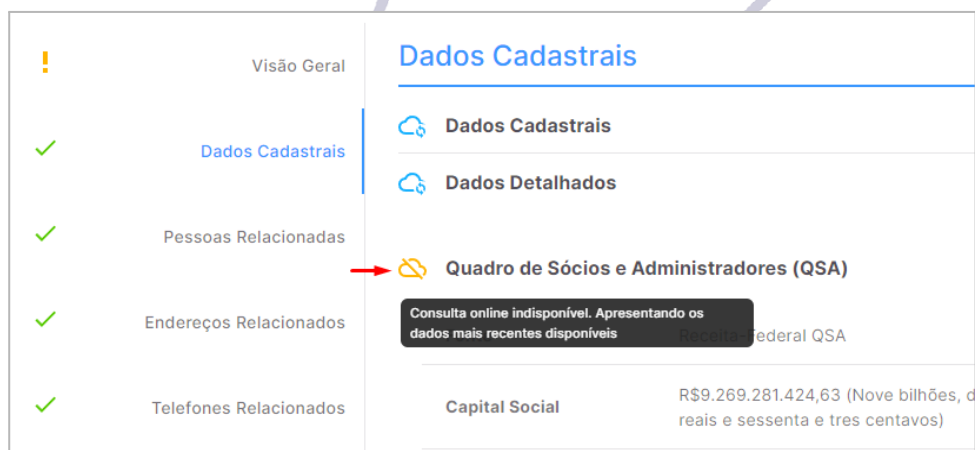 Visão Geral
Dados Cadastrais
Pessoas Relacionadas
Endereços Relacionados
Telefones Relacionados
Dados Cadastrais
Dados Cadastrais
Dados Detalhados
Quadro de Sócios e Administradores (QSA)
Consulta online indisponível. Apresentando os
dados mais recentes disponíveis
Receita-Federal QSA
Capital Social
R$9.269.281.424,63 (Nove bilhões, d
reais e sessenta e tres centavos)